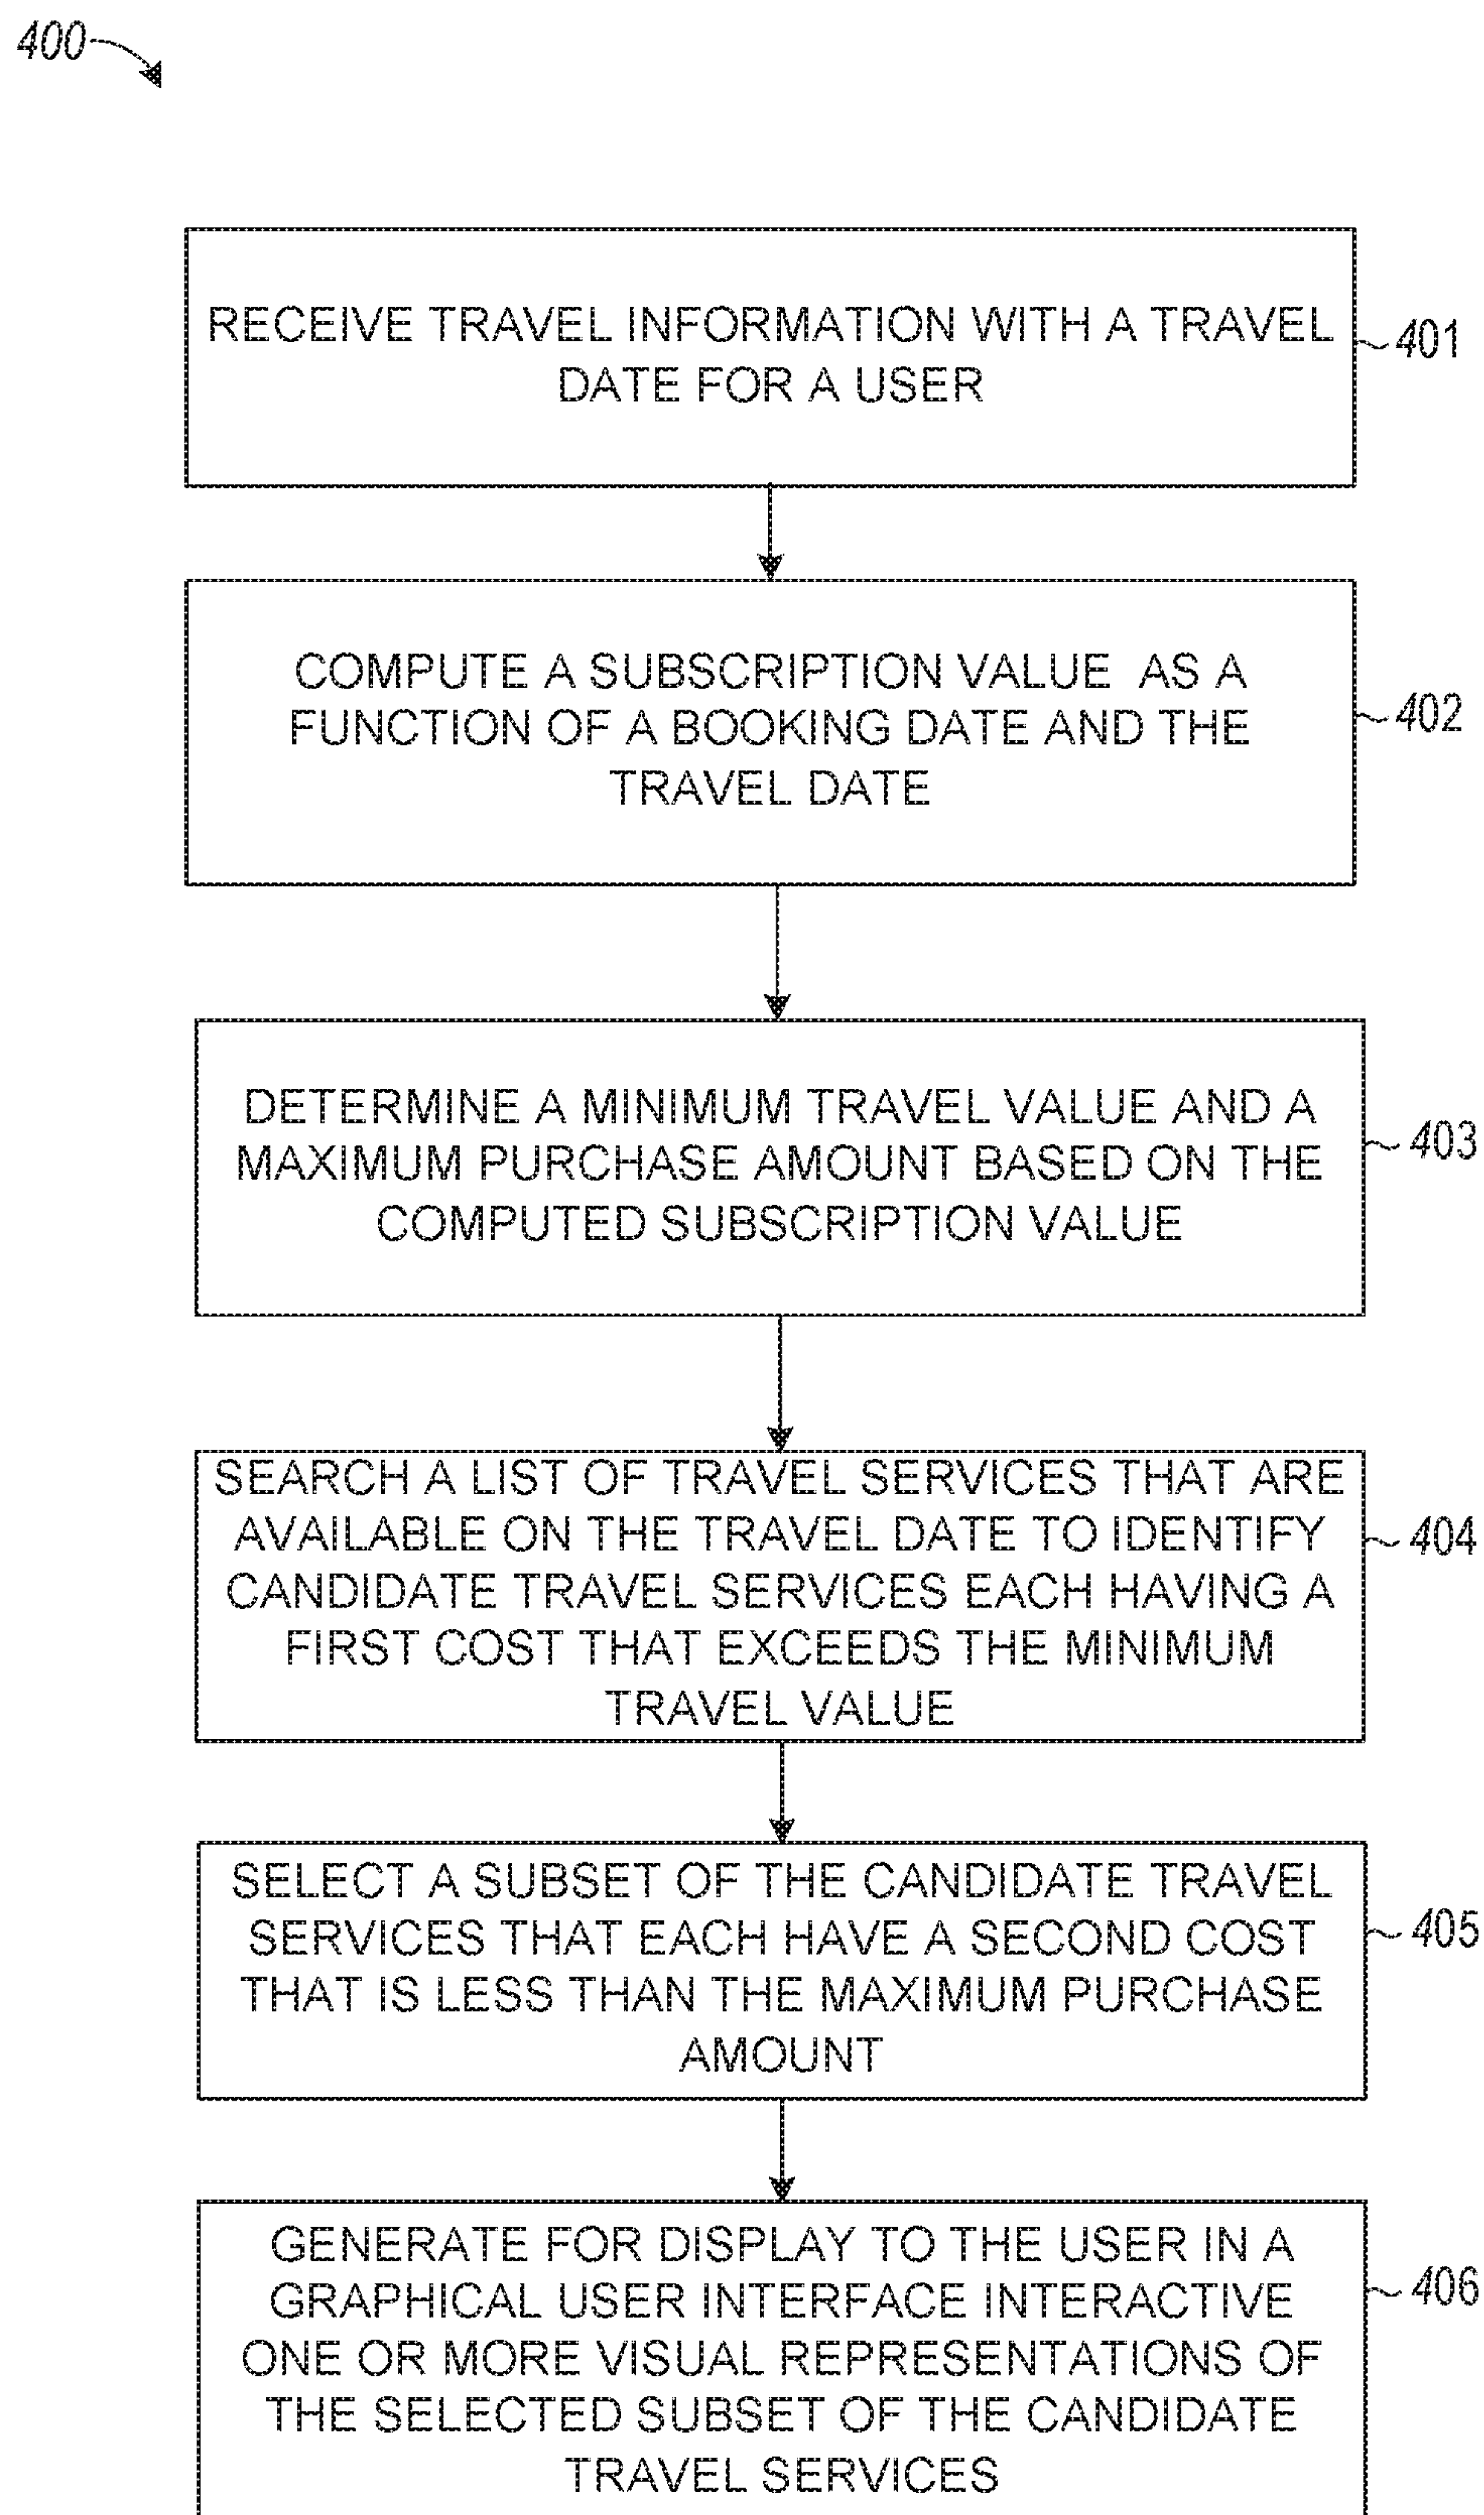 400
RECEIVE TRAVEL INFORMATION WITH A TRAVEL
DATE FOR A USER
401
COMPUTE A SUBSCRIPTION VALUE AS A
FUNCTION OF A BOOKING DATE AND THE
TRAVEL DATE
402
DETERMINE A MINIMUM TRAVEL VALUE AND A
MAXIMUM PURCHASE AMOUNT BASED ON THE
COMPUTED SUBSCRIPTION VALUE
403
SEARCH A LIST OF TRAVEL SERVICES THAT ARE
AVAILABLE ON THE TRAVEL DATE TO IDENTIFY
CANDIDATE TRAVEL SERVICES EACH HAVING A
FIRST COST THAT EXCEEDS THE MINIMUM
TRAVEL VALUE
404
SELECT A SUBSET OF THE CANDIDATE TRAVEL
SERVICES THAT EACH HAVE A SECOND COST
THAT IS LESS THAN THE MAXIMUM PURCHASE
AMOUNT
405
GENERATE FOR DISPLAY TO THE USER IN A
GRAPHICAL USER INTERFACE INTERACTIVE
ONE OR MORE VISUAL REPRESENTATIONS OF
THE SELECTED SUBSET OF THE CANDIDATE
TRAVEL SERVICES
406